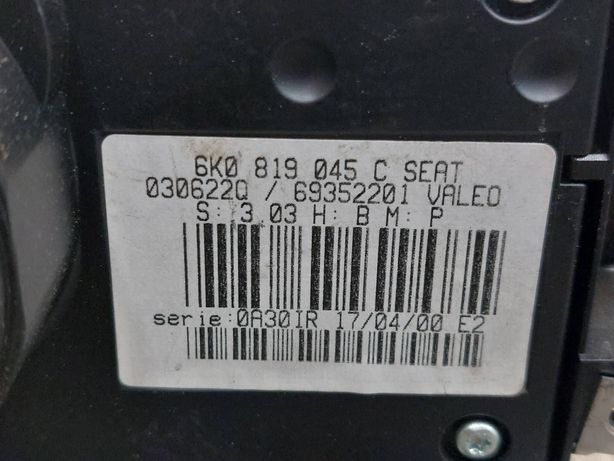 6K0 819 045 C SEAT
030622Q / 69352201 VALEO
S: 3 03 H: B M: P
serie:0A30IR 17/04/00 E2